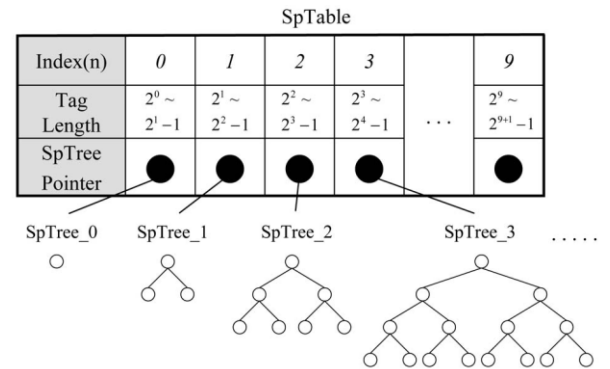 SpTable
Index(n) 0 1 2 3 9
Tag Length 2⁰ ~ 2¹ −1 2¹ ~ 2² −1 2² ~ 2³ −1 2³ ~ 2⁴ −1 ... 2⁹ ~ 2⁹⁺¹ −1
SpTree Pointer
SpTree_0 SpTree_1 SpTree_2 SpTree_3 .....